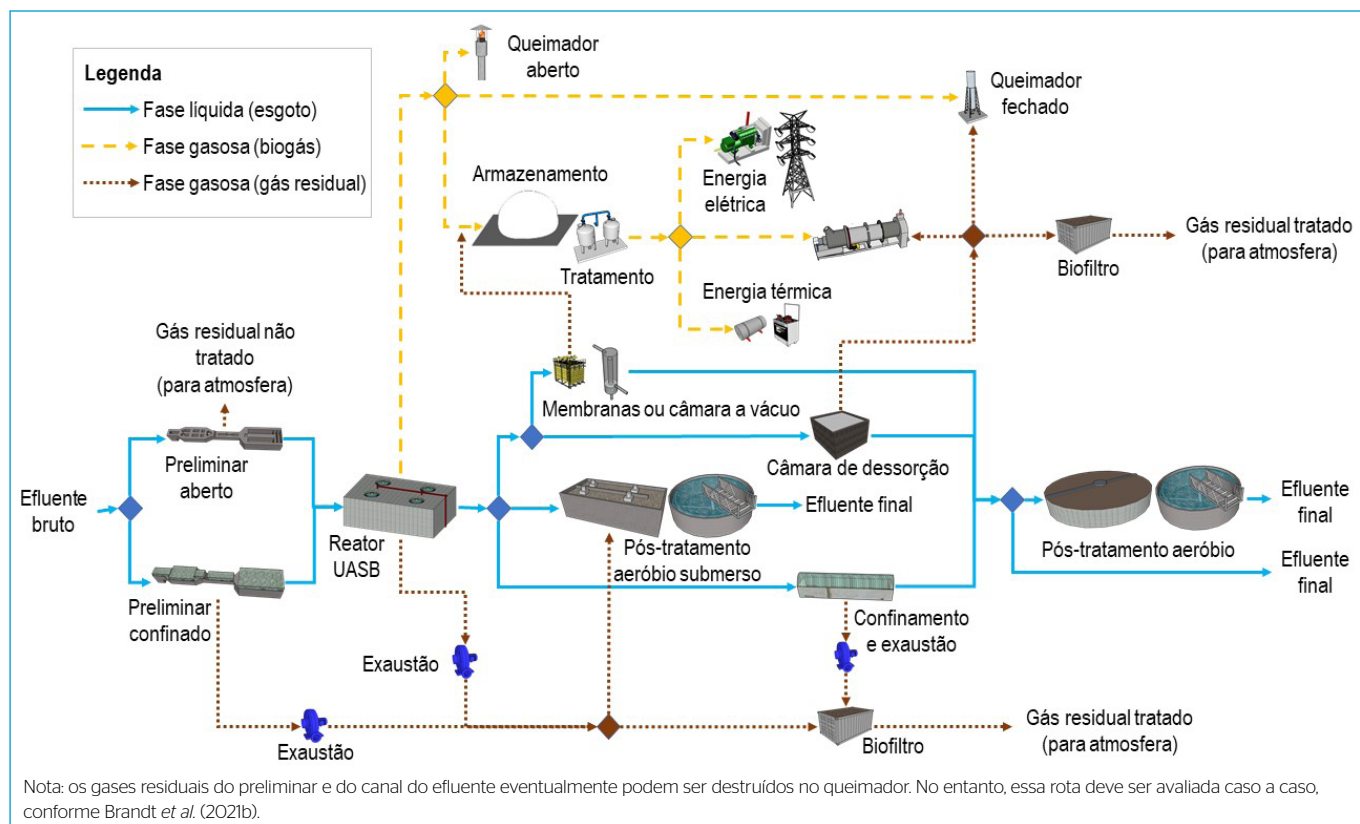 Legenda
Fase líquida (esgoto)
Fase gasosa (biogás)
Fase gasosa (gás residual)
Queimador
aberto
Queimador
fechado
Armazenamento
Tratamento
Energia
elétrica
Energia térmica
Biofiltro
Gás residual tratado
(para atmosfera)
Gás residual não
tratado
(para atmosfera)
Membranas ou câmara a vácuo
Câmara de dessorção
Preliminar
aberto
Efluente
bruto
Preliminar
confinado
Reator
UASB
Efluente final
Pós-tratamento
aeróbio submerso
Pós-tratamento aeróbio
Efluente
final
Efluente
final
Confinamento
e exaustão
Exaustão
Exaustão
Biofiltro
Gás residual tratado
(para atmosfera)
Nota: os gases residuais do preliminar e do canal do efluente eventualmente podem ser destruídos no queimador. No entanto, essa rota deve ser avaliada caso a caso,
conforme Brandt et al. (2021b).